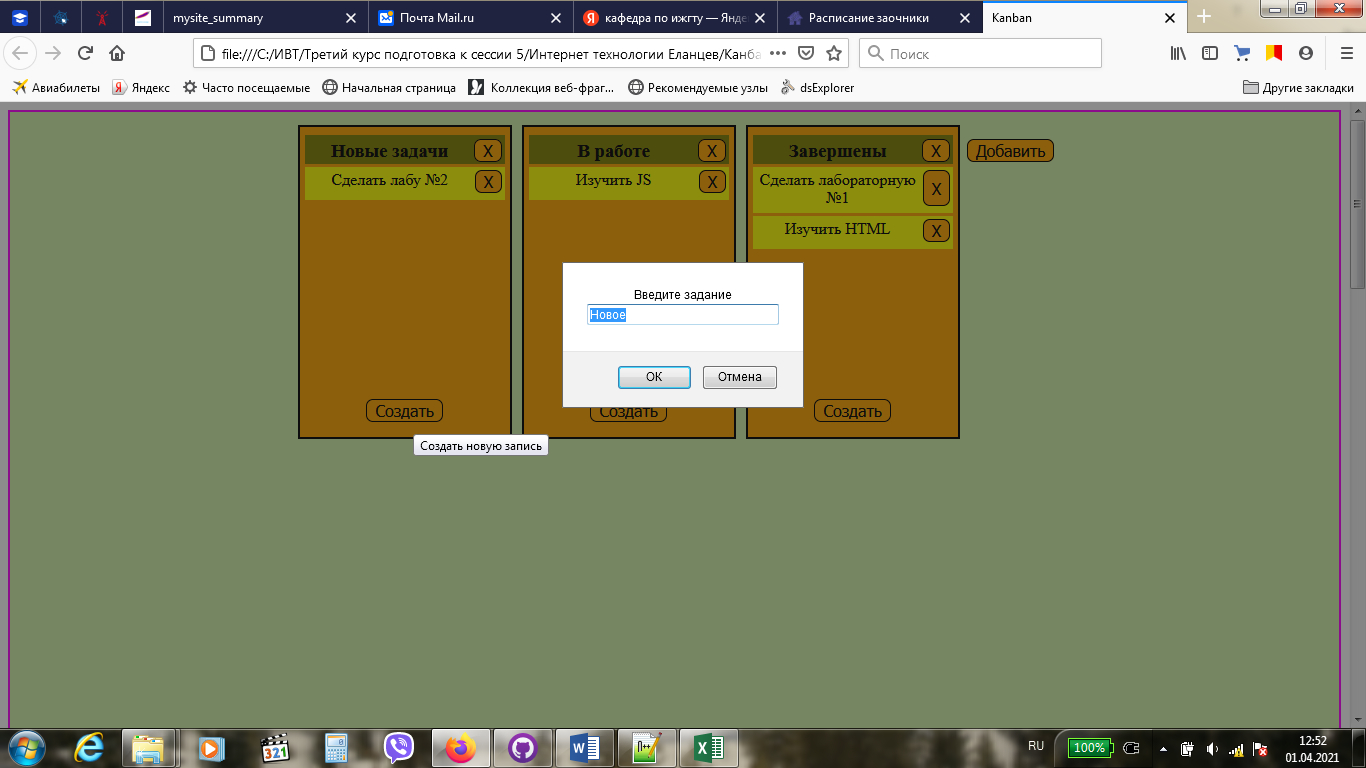 mysite_summary
Почта Mail.ru
кафедра по ижгту — Янде
Расписание заочники
Kanban
file:///C:/ИВТ/Третий курс подготовка к сессии 5/Интернет технологии Еланцев/Канба
Поиск
Авиабилеты
Яндекс
Часто посещаемые
Начальная страница
Коллекция веб-фраг...
Рекомендуемые узлы
dsExplorer
Другие закладки
Новые задачи X
Сделать лабу №2 X
Создать
В работе X
Изучить JS X
Создать
Завершены X
Сделать лабораторную
№1 X
Изучить HTML X
Создать
Добавить
Введите задание
Новое
ОК
Отмена
Создать новую запись
321
RU
100%
12:52
01.04.2021